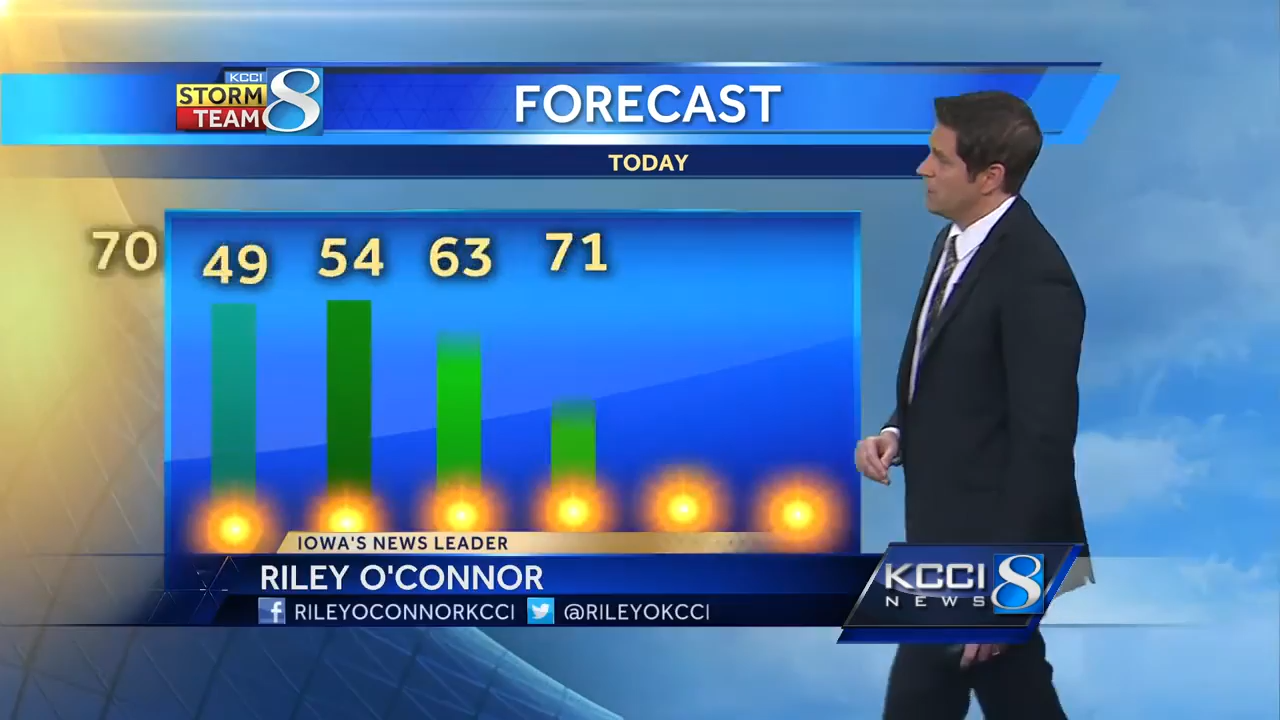 KCCI
STORM
TEAM 8
FORECAST
TODAY
70 49 54 63 71
IOWA'S NEWS LEADER
RILEY O'CONNOR
RILEYOCONNORKCCI @RILEYOKCCI
KCCI 8
NEWS